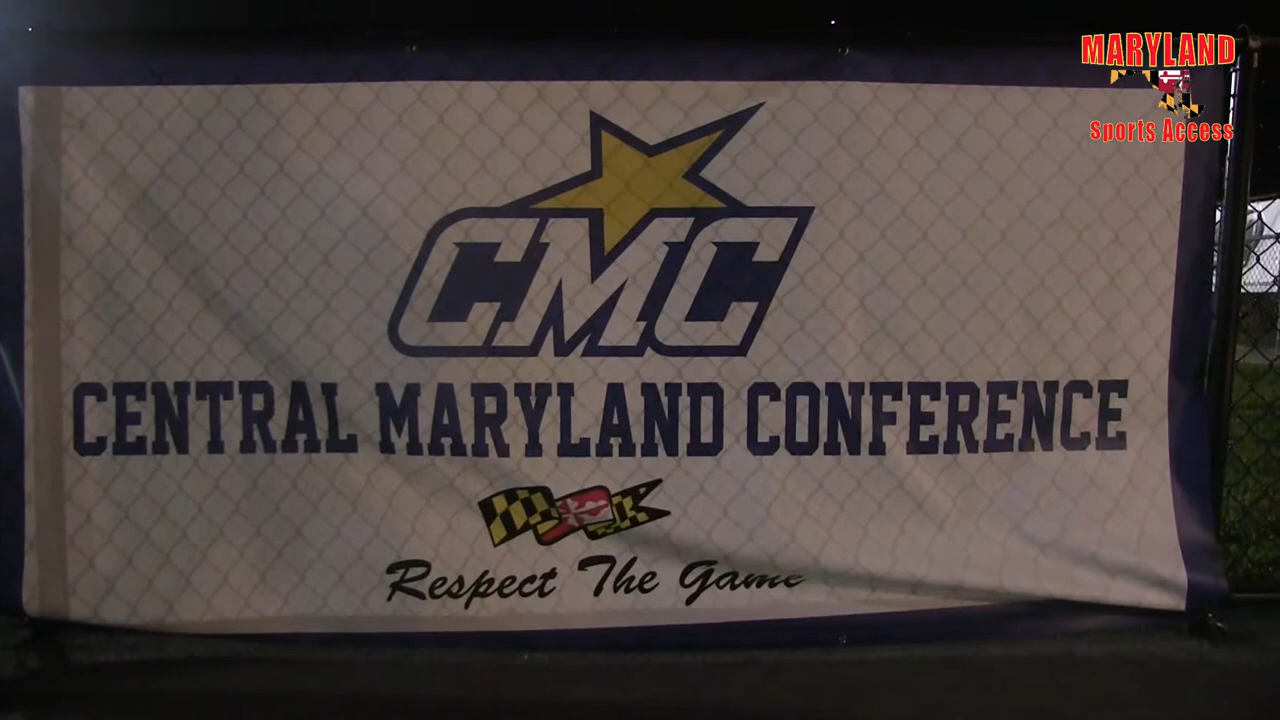 MARYLAND
Sports Access
CMC
CENTRAL MARYLAND CONFERENCE
Respect The Game